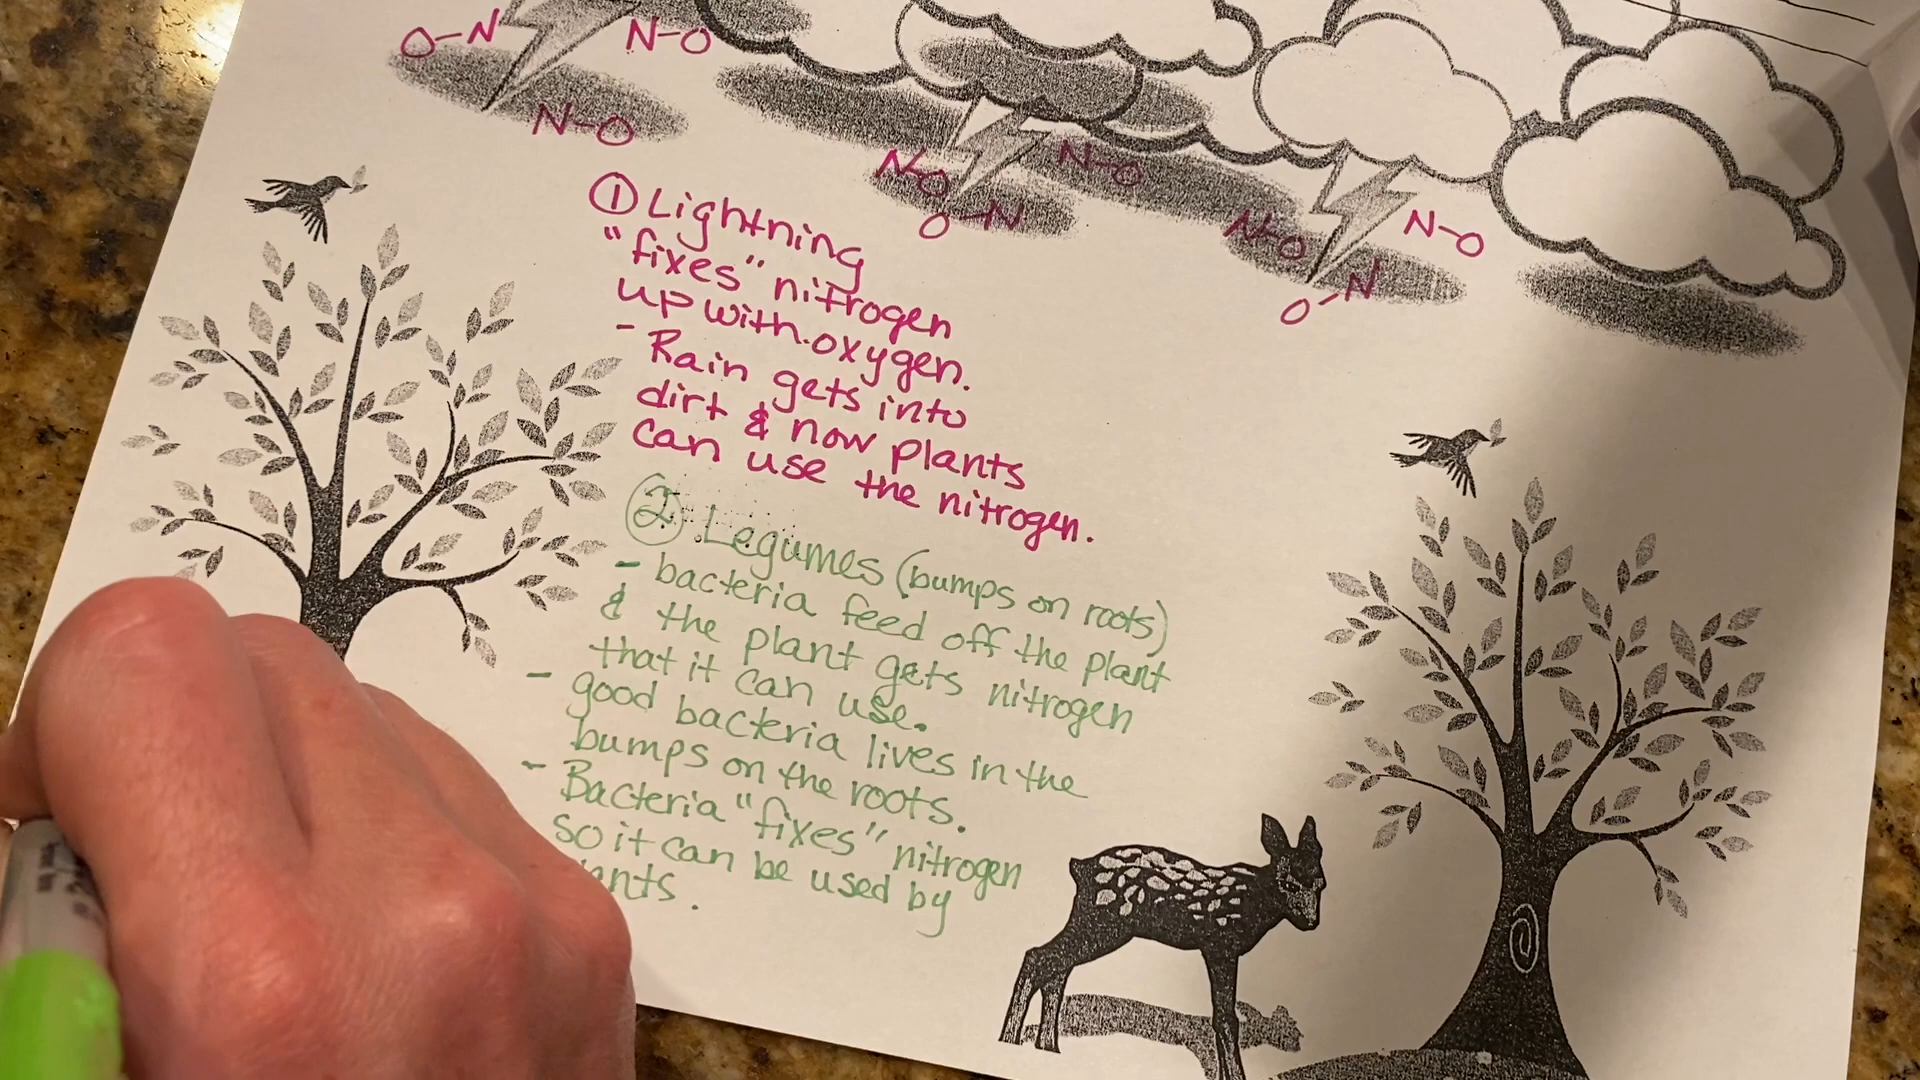 O-N N-O
N-O
N-O N-O
O-N
N-O N-O
O-N
① Lightning
"fixes" nitrogen
up with oxygen.
- Rain gets into
dirt & now plants
can use the nitrogen.
② Legumes (bumps on roots)
- bacteria feed off the plant
& the plant gets nitrogen
that it can use.
- good bacteria lives in the
bumps on the roots.
- Bacteria "fixes" nitrogen
so it can be used by